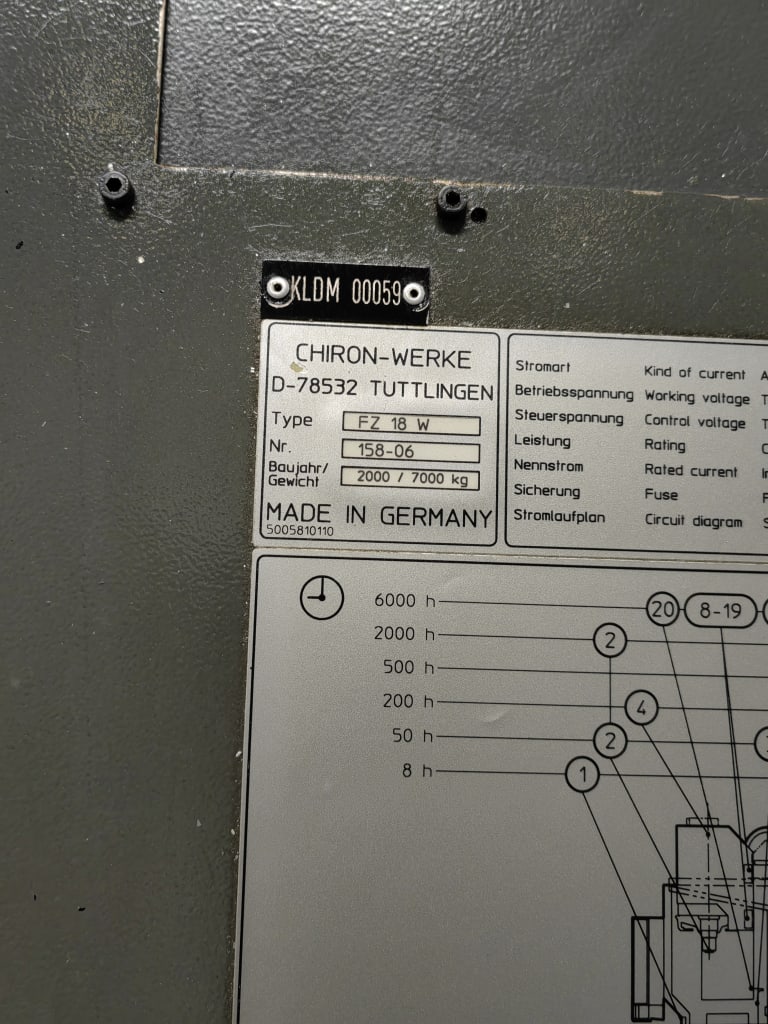 KLDM 00059
CHIRON-WERKE
D-78532 TUTTLINGEN
Type FZ 18 W
Nr. 158-06
Baujahr/
Gewicht 2000 / 7000 kg
MADE IN GERMANY
5005810110
Stromart Kind of current A
Betriebsspannung Working voltage T
Steuerspannung Control voltage T
Leistung Rating
Nennstrom Rated current
Sicherung Fuse
Stromlaufplan Circuit diagram
6000 h 20 8-19
2000 h 2
500 h
200 h 4
50 h 2
8 h 1